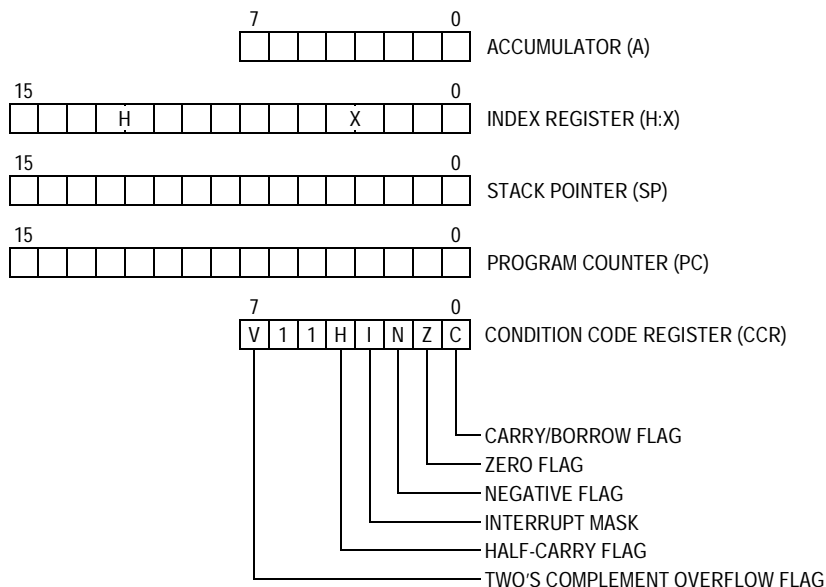 7 0
ACCUMULATOR (A)
15 0
H X INDEX REGISTER (H:X)
15 0
STACK POINTER (SP)
15 0
PROGRAM COUNTER (PC)
7 0
V 1 1 H I N Z C CONDITION CODE REGISTER (CCR)
CARRY/BORROW FLAG
ZERO FLAG
NEGATIVE FLAG
INTERRUPT MASK
HALF-CARRY FLAG
TWO'S COMPLEMENT OVERFLOW FLAG